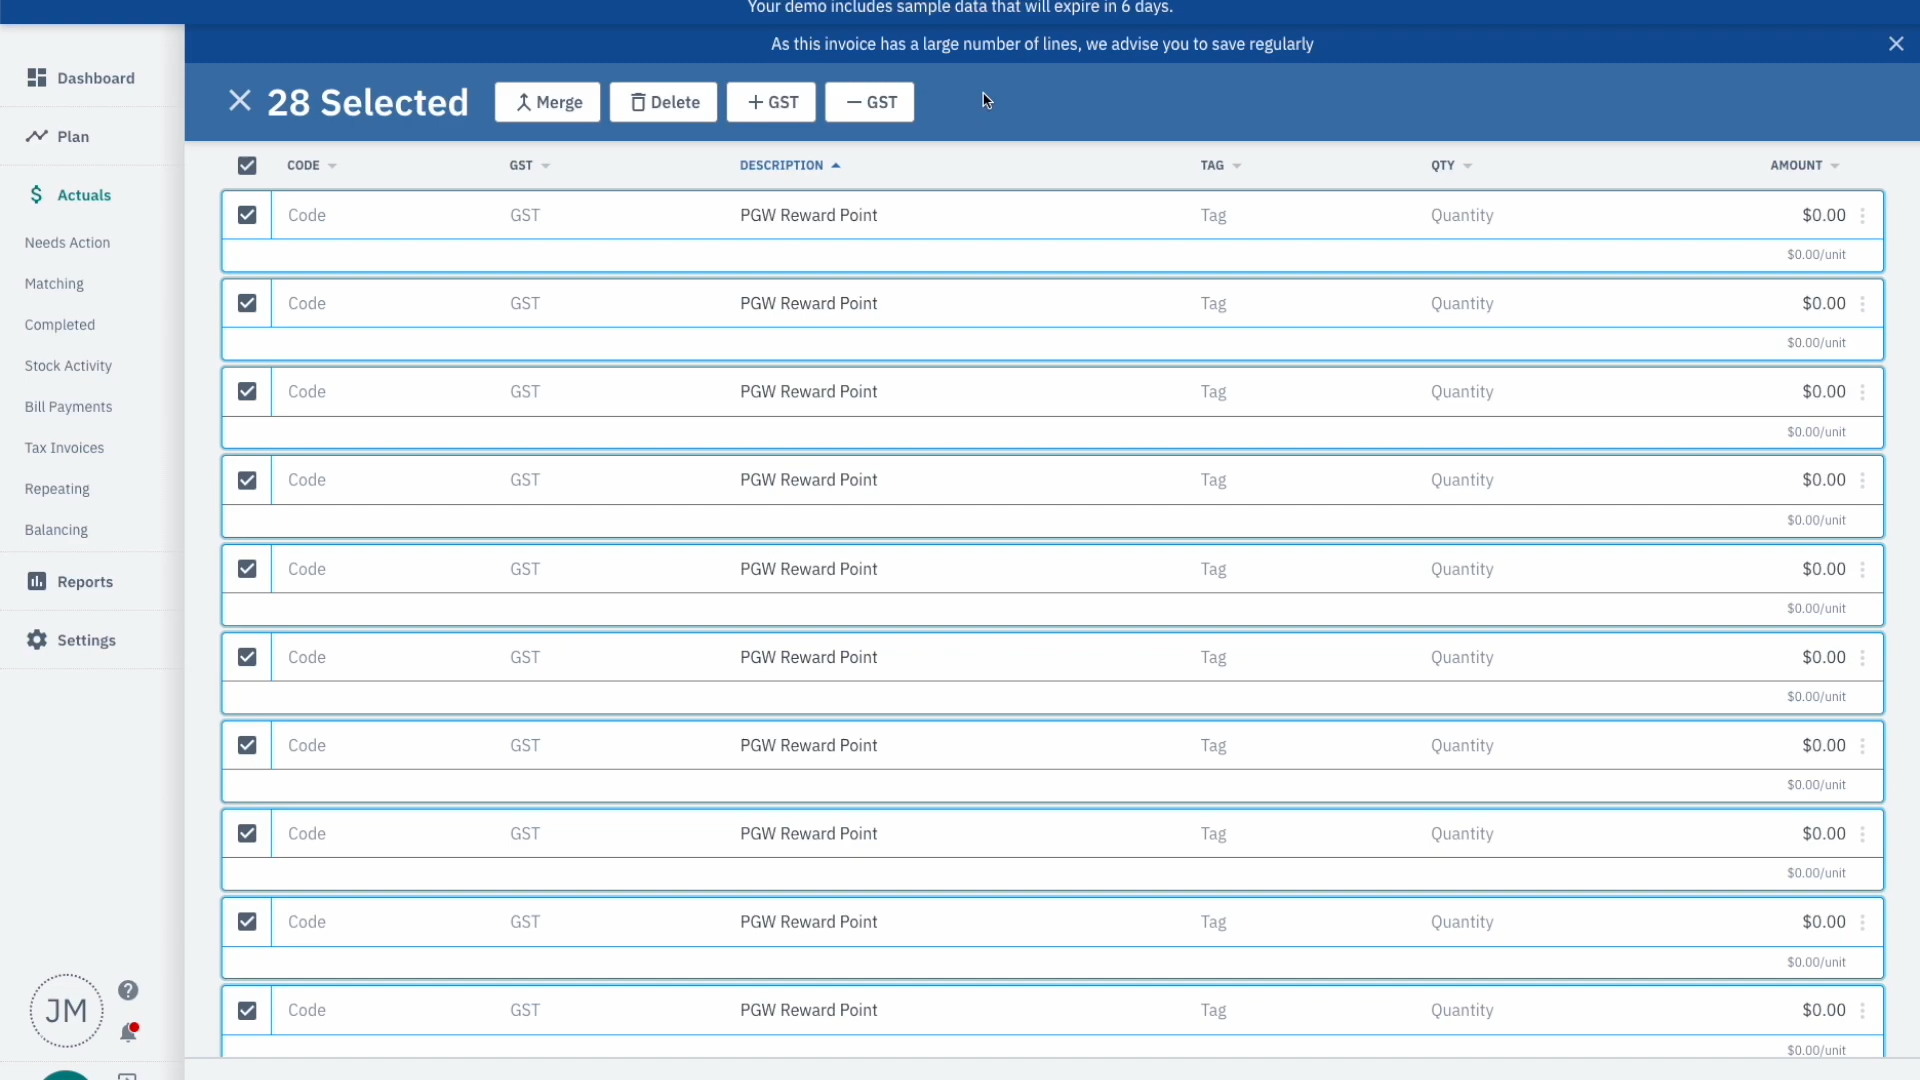 Your demo includes sample data that will expire in 6 days.
As this invoice has a large number of lines, we advise you to save regularly
Dashboard
Plan
Actuals
Needs Action
Matching
Completed
Stock Activity
Bill Payments
Tax Invoices
Repeating
Balancing
Reports
Settings
JM
28 Selected
Merge
Delete
+ GST
— GST
CODE
GST
DESCRIPTION
TAG
QTY
AMOUNT
Code GST PGW Reward Point Tag Quantity $0.00
$0.00/unit
Code GST PGW Reward Point Tag Quantity $0.00
$0.00/unit
Code GST PGW Reward Point Tag Quantity $0.00
$0.00/unit
Code GST PGW Reward Point Tag Quantity $0.00
$0.00/unit
Code GST PGW Reward Point Tag Quantity $0.00
$0.00/unit
Code GST PGW Reward Point Tag Quantity $0.00
$0.00/unit
Code GST PGW Reward Point Tag Quantity $0.00
$0.00/unit
Code GST PGW Reward Point Tag Quantity $0.00
$0.00/unit
Code GST PGW Reward Point Tag Quantity $0.00
$0.00/unit
Code GST PGW Reward Point Tag Quantity $0.00
$0.00/unit